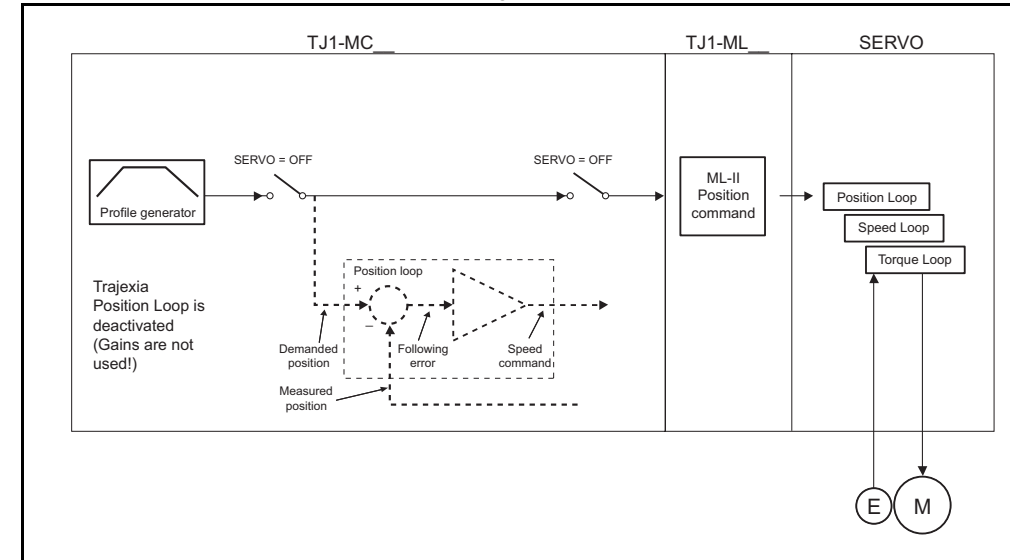 TJ1-MC__
TJ1-ML__
SERVO
SERVO = OFF
SERVO = OFF
Profile generator
ML-II
Position
command
Position Loop
Speed Loop
Torque Loop
Trajexia
Position Loop is
deactivated
(Gains are not
used!)
Position loop
+
–
Demanded
position
Following
error
Speed
command
Measured
position
E
M